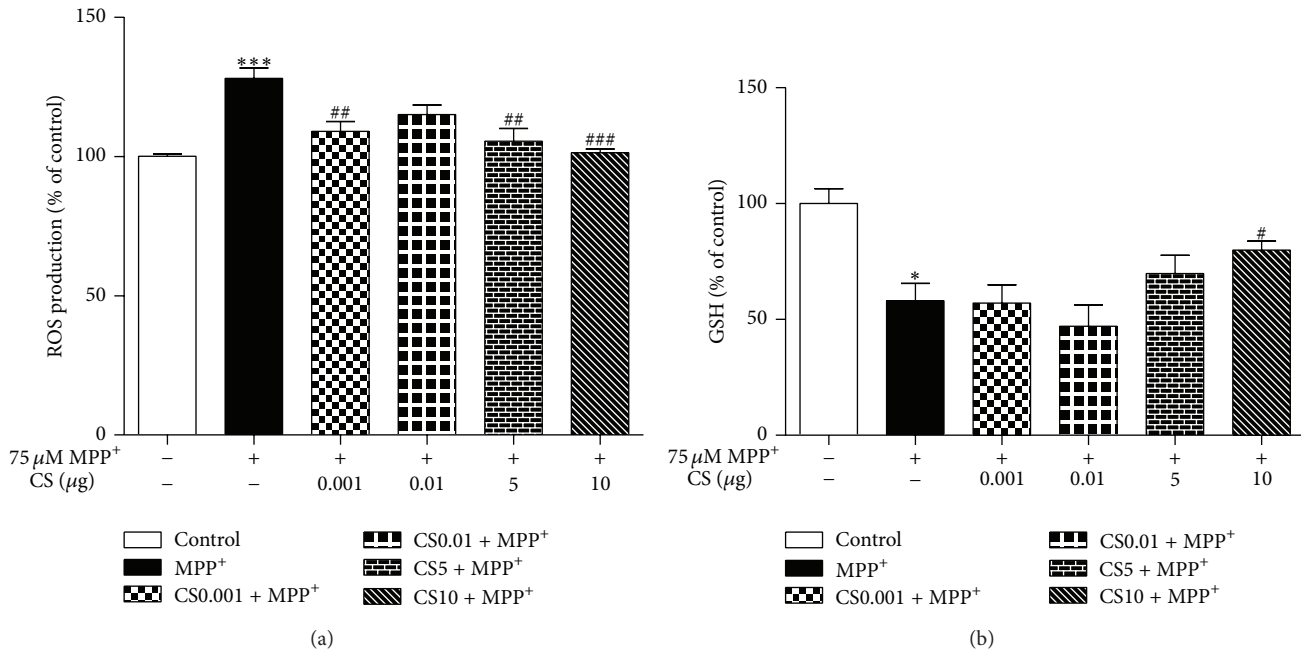 150
100
50
0
ROS production (% of control)
***
##
##
###
75 μM MPP⁺ − + + + + +
CS (μg) − − 0.001 0.01 5 10
Control
MPP⁺
CS0.001 + MPP⁺
CS0.01 + MPP⁺
CS5 + MPP⁺
CS10 + MPP⁺
(a)
150
100
50
0
GSH (% of control)
*
#
75 μM MPP⁺ − + + + + +
CS (μg) − − 0.001 0.01 5 10
Control
MPP⁺
CS0.001 + MPP⁺
CS0.01 + MPP⁺
CS5 + MPP⁺
CS10 + MPP⁺
(b)